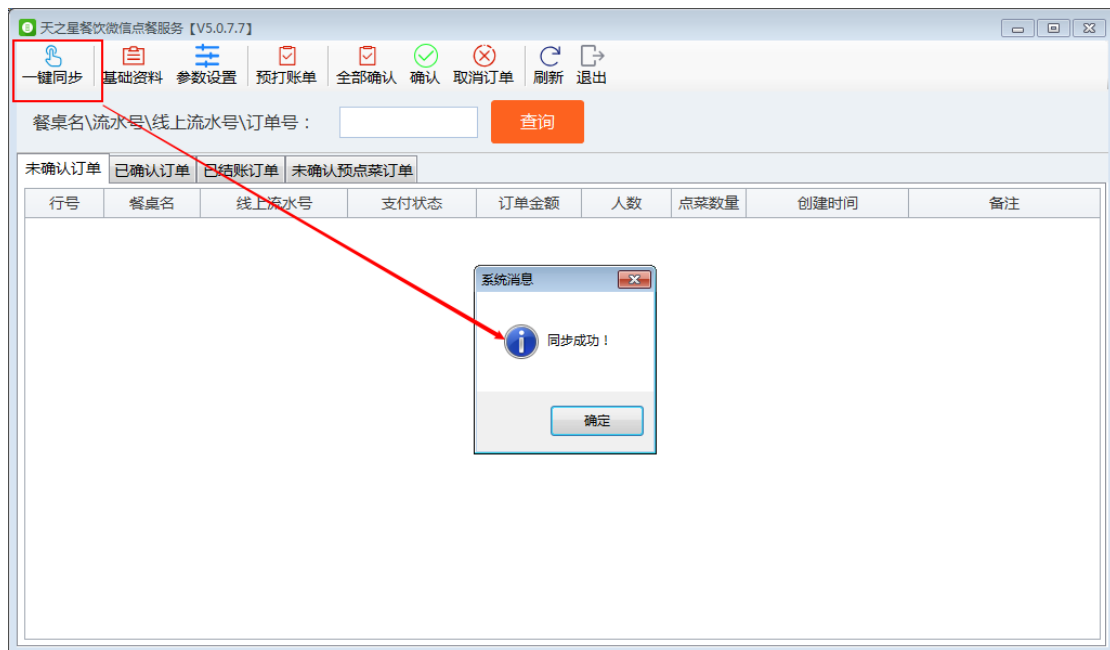 天之星餐饮微信点餐服务【V5.0.7.7】
一键同步 基础资料 参数设置 预打账单 全部确认 确认 取消订单 刷新 退出
餐桌名\流水号\线上流水号\订单号： 查询
未确认订单 已确认订单 已结账订单 未确认预点菜订单
行号 餐桌名 线上流水号 支付状态 订单金额 人数 点菜数量 创建时间 备注
系统消息
同步成功！
确定